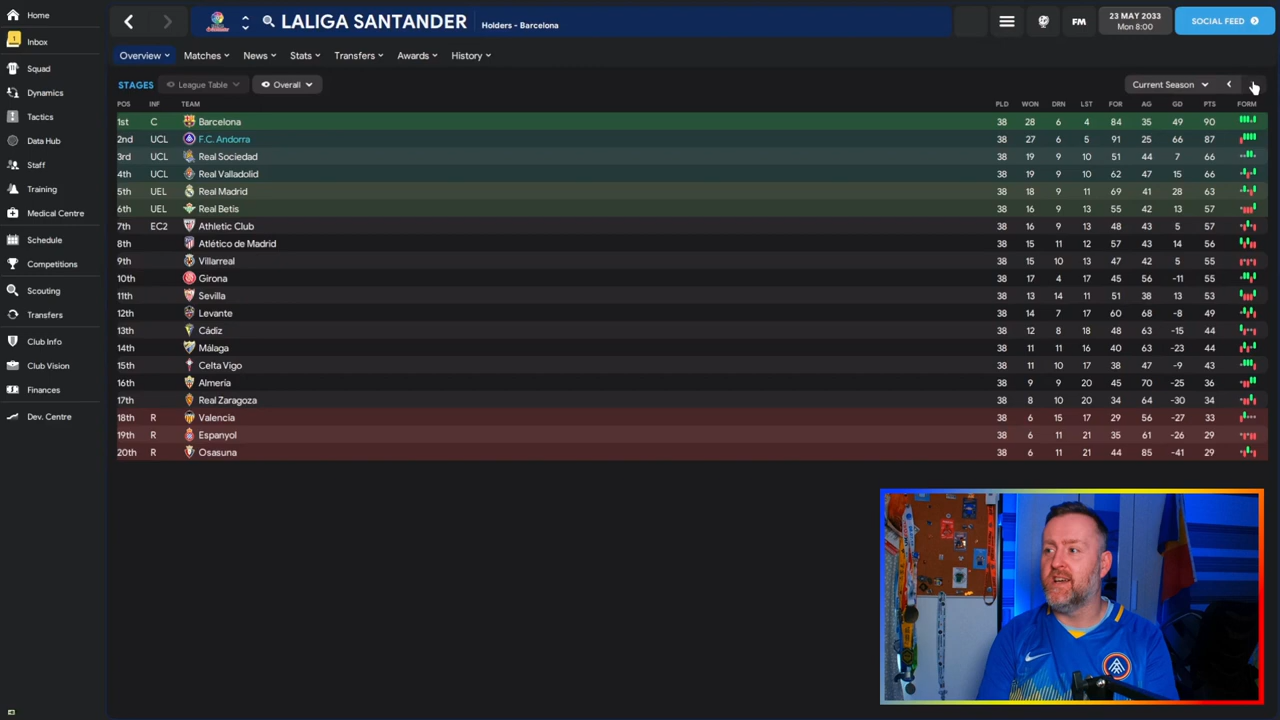 Home
LALIGA SANTANDER Holders - Barcelona FM 23 MAY 2033 Mon 8:00 SOCIAL FEED
1 Inbox
Overview Matches News Stats Transfers Awards History
Squad
STAGES League Table Overall Current Season
Dynamics
Tactics
Data Hub
Staff
Training
Medical Centre
Schedule
Competitions
Scouting
Transfers
Club Info
Club Vision
Finances
Dev. Centre
POS INF TEAM PLD WON DRN LST FOR AG GD PTS FORM
1st C Barcelona 38 28 6 4 84 35 49 90
2nd UCL F.C. Andorra 38 27 6 5 91 25 66 87
3rd UCL Real Sociedad 38 19 9 10 51 44 7 66
4th UCL Real Valladolid 38 19 9 10 62 47 15 66
5th UEL Real Madrid 38 18 9 11 69 41 28 63
6th UEL Real Betis 38 16 9 13 55 42 13 57
7th EC2 Athletic Club 38 16 9 13 48 43 5 57
8th Atlético de Madrid 38 15 11 12 57 43 14 56
9th Villarreal 38 15 10 13 47 42 5 55
10th Girona 38 17 4 17 45 56 -11 55
11th Sevilla 38 13 14 11 51 38 13 53
12th Levante 38 14 7 17 60 68 -8 49
13th Cádiz 38 12 8 18 48 63 -15 44
14th Málaga 38 11 11 16 40 63 -23 44
15th Celta Vigo 38 11 10 17 38 47 -9 43
16th Almería 38 9 9 20 45 70 -25 36
17th Real Zaragoza 38 8 10 20 34 64 -30 34
18th R Valencia 38 6 15 17 29 56 -27 33
19th R Espanyol 38 6 11 21 35 61 -26 29
20th R Osasuna 38 6 11 21 44 85 -41 29